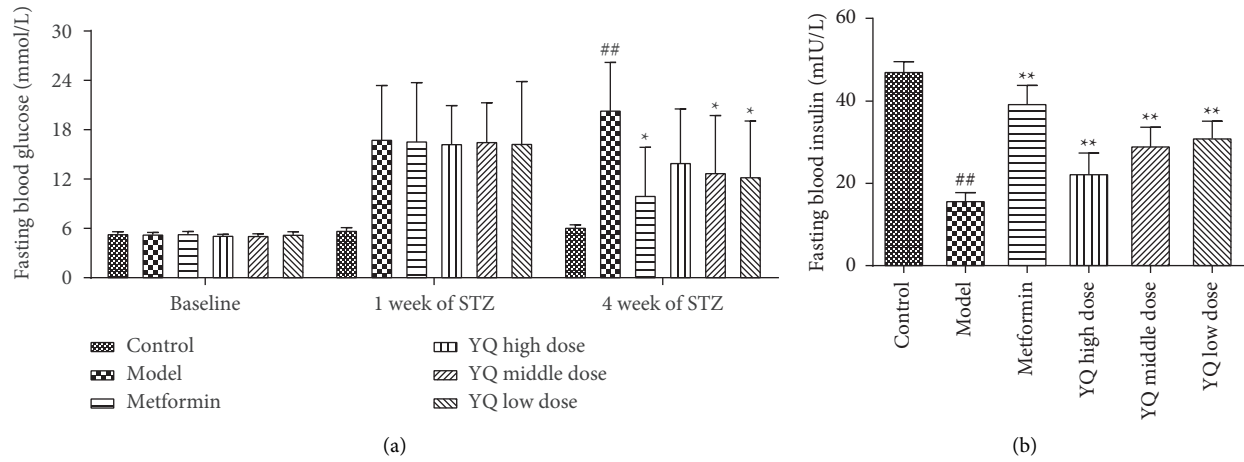 Fasting blood glucose (mmol/L)
30
24
18
12
6
0
##
*
*
*
Baseline
1 week of STZ
4 week of STZ
Control
Model
Metformin
YQ high dose
YQ middle dose
YQ low dose
(a)
Fasting blood insulin (mIU/L)
60
40
20
0
##
**
**
**
**
Control
Model
Metformin
YQ high dose
YQ middle dose
YQ low dose
(b)